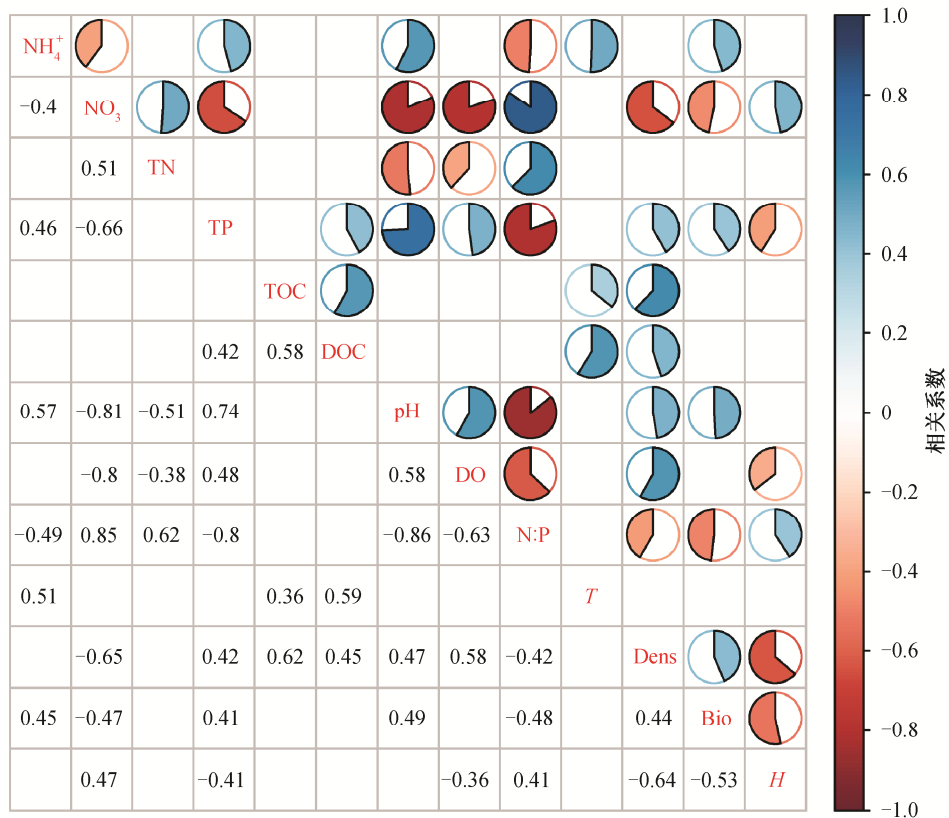 NH₄⁺ 1.0
−0.4 NO₃ 0.8
0.51 TN 0.6
0.46 −0.66 TP 0.4
TOC
0.42 0.58 DOC 0.2
0.57 −0.81 −0.51 0.74 pH 0
−0.8 −0.38 0.48 0.58 DO −0.2
−0.49 0.85 0.62 −0.8 −0.86 −0.63 N:P −0.4
0.51 0.36 0.59 T
−0.65 0.42 0.62 0.45 0.47 0.58 −0.42 Dens −0.6
0.45 −0.47 0.41 0.49 −0.48 0.44 Bio −0.8
0.47 −0.41 −0.36 0.41 −0.64 −0.53 H −1.0
相关系数